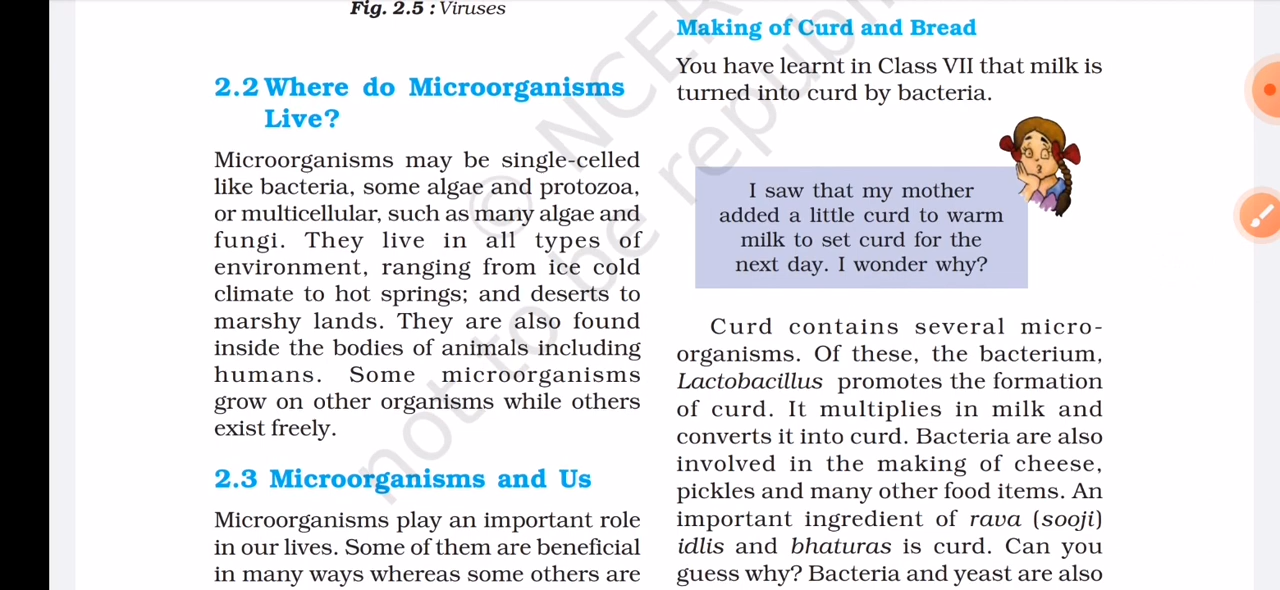 Fig. 2.5 : Viruses
2.2 Where do Microorganisms
Live?
Microorganisms may be single-celled
like bacteria, some algae and protozoa,
or multicellular, such as many algae and
fungi. They live in all types of
environment, ranging from ice cold
climate to hot springs; and deserts to
marshy lands. They are also found
inside the bodies of animals including
humans. Some microorganisms
grow on other organisms while others
exist freely.
2.3 Microorganisms and Us
Microorganisms play an important role
in our lives. Some of them are beneficial
in many ways whereas some others are
Making of Curd and Bread
You have learnt in Class VII that milk is
turned into curd by bacteria.
I saw that my mother
added a little curd to warm
milk to set curd for the
next day. I wonder why?
Curd contains several micro-
organisms. Of these, the bacterium,
Lactobacillus promotes the formation
of curd. It multiplies in milk and
converts it into curd. Bacteria are also
involved in the making of cheese,
pickles and many other food items. An
important ingredient of rava (sooji)
idlis and bhaturas is curd. Can you
guess why? Bacteria and yeast are also
© NCER
not to be republ